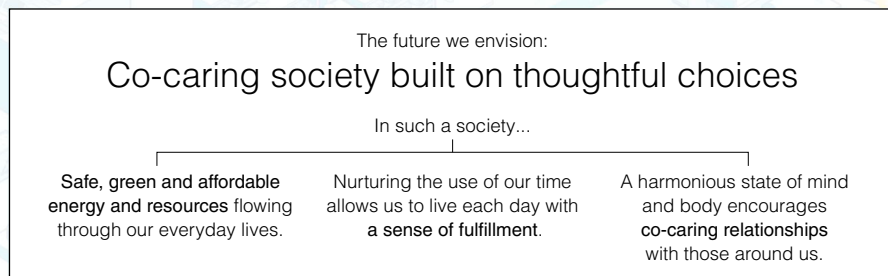 The future we envision:
Co-caring society built on thoughtful choices
In such a society...
Safe, green and affordable
energy and resources flowing
through our everyday lives.
Nurturing the use of our time
allows us to live each day with
a sense of fulfillment.
A harmonious state of mind
and body encourages
co-caring relationships
with those around us.